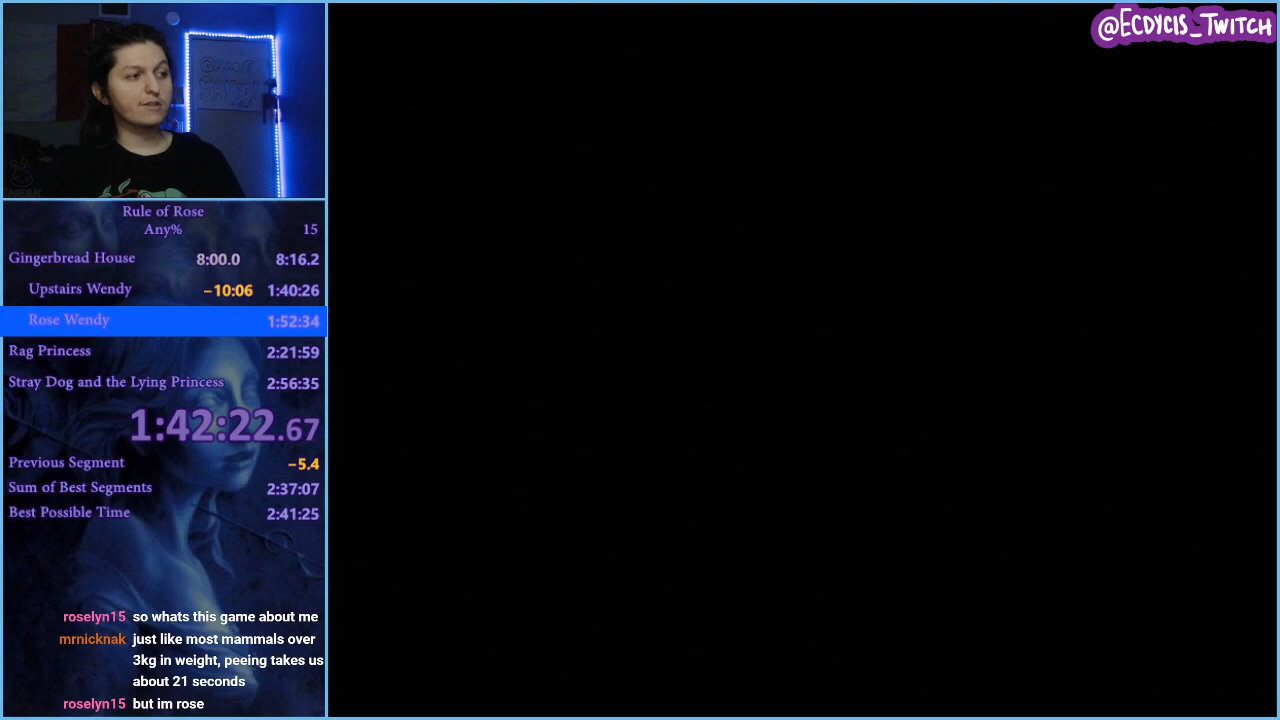 @ECDYCIS_TWITCH
GAME
Rule of Rose
Any% 15
Gingerbread House 8:00.0 8:16.2
Upstairs Wendy −10:06 1:40:26
Rose Wendy 1:52:34
Rag Princess 2:21:59
Stray Dog and the Lying Princess 2:56:35
1:42:22.67
Previous Segment −5.4
Sum of Best Segments 2:37:07
Best Possible Time 2:41:25
roselyn15 so whats this game about me
mrnicknak just like most mammals over
3kg in weight, peeing takes us
about 21 seconds
roselyn15 but im rose